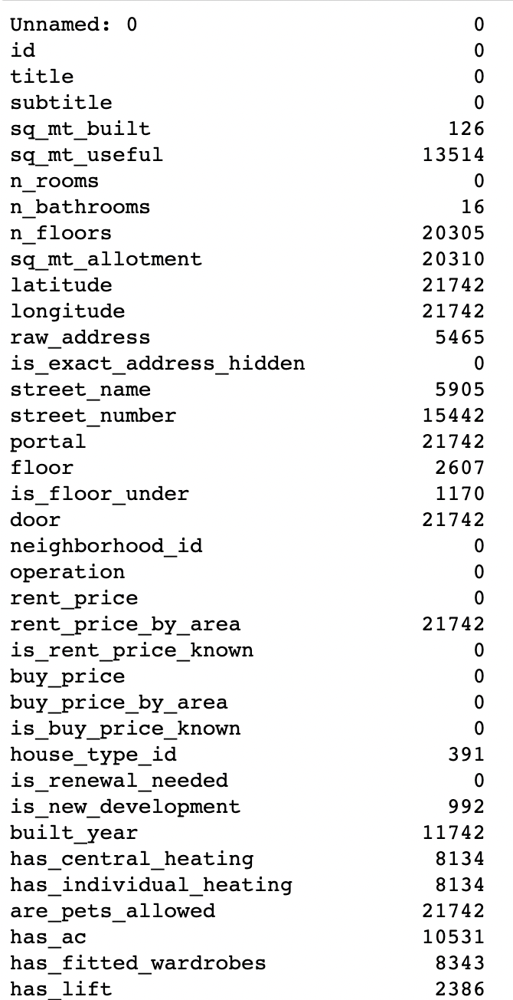 Unnamed: 0 0
id 0
title 0
subtitle 0
sq_mt_built 126
sq_mt_useful 13514
n_rooms 0
n_bathrooms 16
n_floors 20305
sq_mt_allotment 20310
latitude 21742
longitude 21742
raw_address 5465
is_exact_address_hidden 0
street_name 5905
street_number 15442
portal 21742
floor 2607
is_floor_under 1170
door 21742
neighborhood_id 0
operation 0
rent_price 0
rent_price_by_area 21742
is_rent_price_known 0
buy_price 0
buy_price_by_area 0
is_buy_price_known 0
house_type_id 391
is_renewal_needed 0
is_new_development 992
built_year 11742
has_central_heating 8134
has_individual_heating 8134
are_pets_allowed 21742
has_ac 10531
has_fitted_wardrobes 8343
has_lift 2386